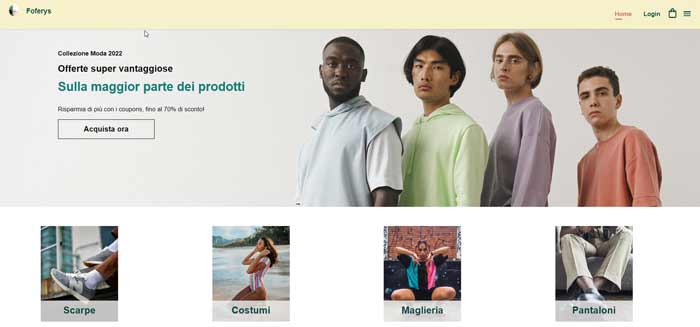 Foferys
Home
Login
Collezione Moda 2022
Offerte super vantaggiose
Sulla maggior parte dei prodotti
Risparmia di più con i coupons, fino al 70% di sconto!
Acquista ora
Scarpe
Costumi
Maglieria
Pantaloni